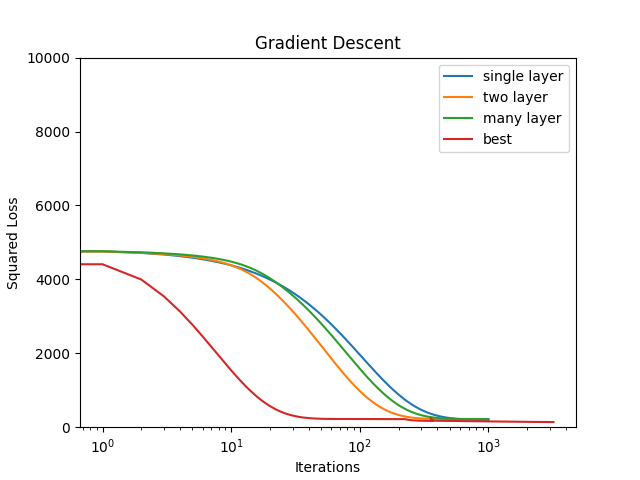 Gradient Descent
10000
8000
6000
4000
2000
0
Squared Loss
single layer
two layer
many layer
best
10⁰
10¹
10²
10³
Iterations